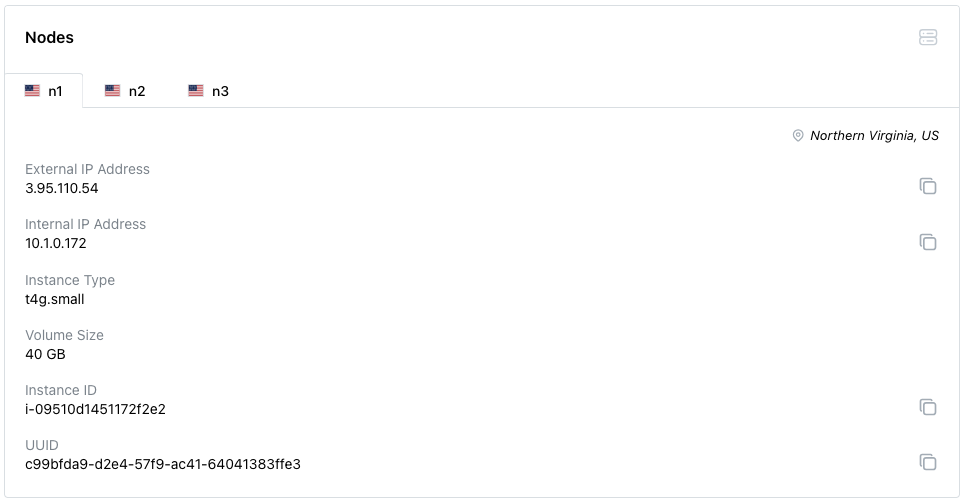 Nodes
n1 n2 n3
Northern Virginia, US
External IP Address
3.95.110.54
Internal IP Address
10.1.0.172
Instance Type
t4g.small
Volume Size
40 GB
Instance ID
i-09510d1451172f2e2
UUID
c99bfda9-d2e4-57f9-ac41-64041383ffe3